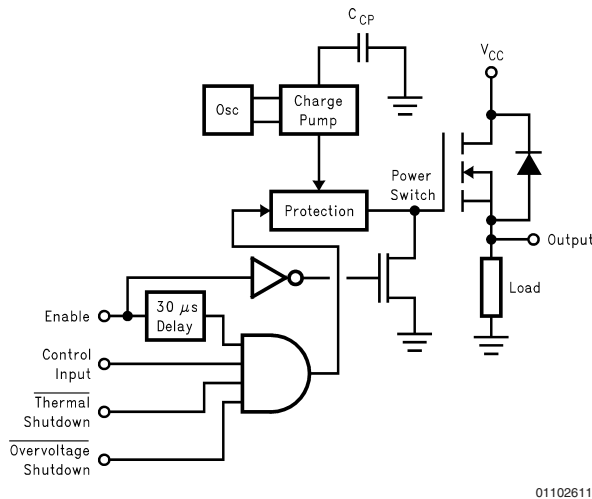 C CP
V CC
Osc
Charge
Pump
Power
Switch
Protection
Output
Load
Enable
30 μs
Delay
Control
Input
Thermal
Shutdown
Overvoltage
Shutdown
01102611